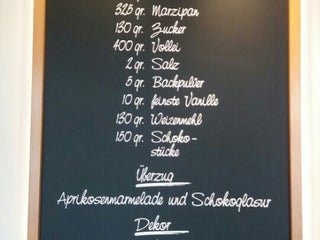 325 gr. Marzipan
130 gr. Zucker
400 gr. Vollei
2 gr. Salz
5 gr. Backpulver
10 gr. feinste Vanille
130 gr. Weizenmehl
150 gr. Schoko-
stücke
Überzug
Aprikosenmarmelade und Schokoglasur
Dekor